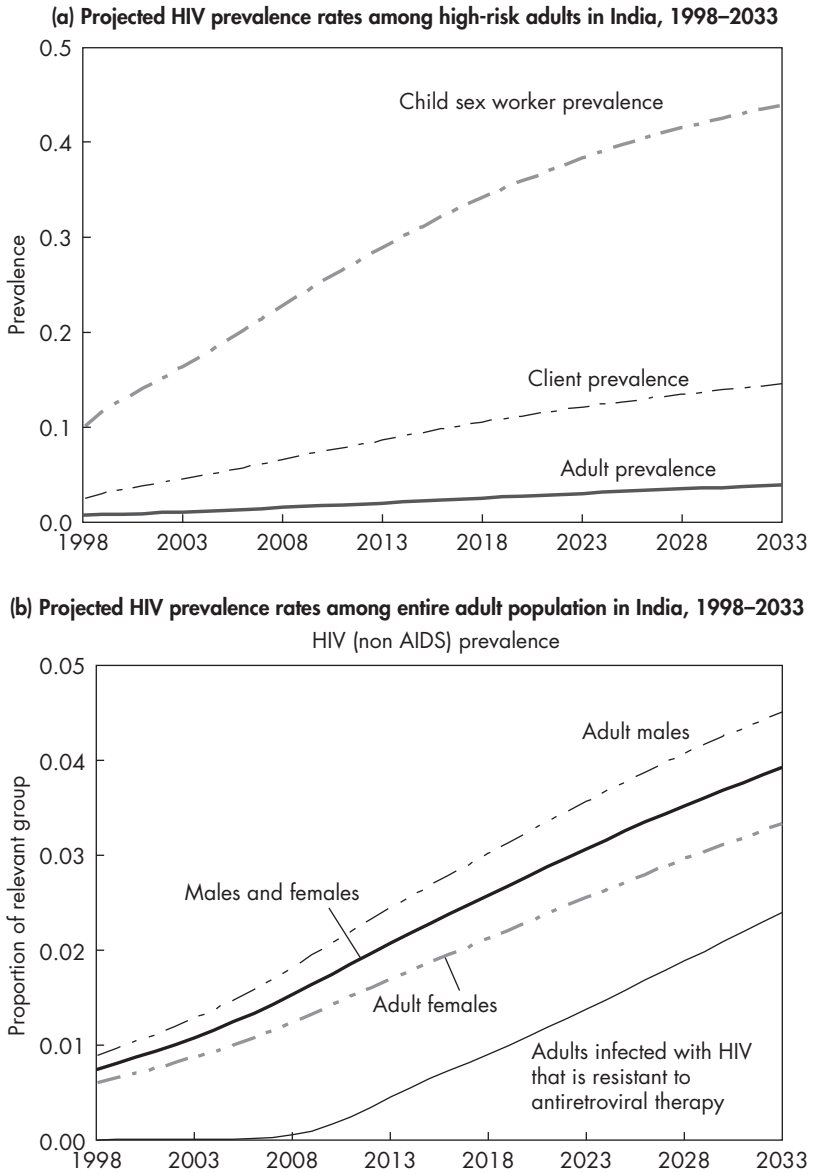 (a) Projected HIV prevalence rates among high-risk adults in India, 1998–2033
0.5
Child sex worker prevalence
0.4
0.3
Prevalence
0.2
Client prevalence
0.1
Adult prevalence
0.0
1998 2003 2008 2013 2018 2023 2028 2033
(b) Projected HIV prevalence rates among entire adult population in India, 1998–2033
HIV (non AIDS) prevalence
0.05
Adult males
0.04
Proportion of relevant group
0.03
Males and females
0.02
Adult females
0.01
Adults infected with HIV
that is resistant to
antiretroviral therapy
0.00
1998 2003 2008 2013 2018 2023 2028 2033